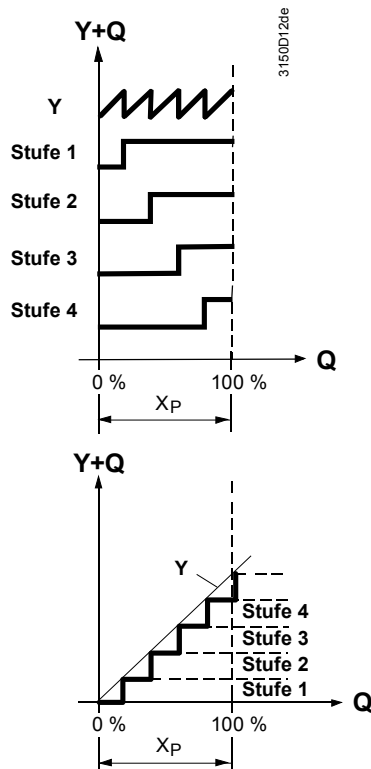 Y+Q
3150D12de
Y
Stufe 1
Stufe 2
Stufe 3
Stufe 4
Q
0 % 100 %
XP
Y+Q
Y
Stufe 4
Stufe 3
Stufe 2
Stufe 1
Q
0 % 100 %
XP